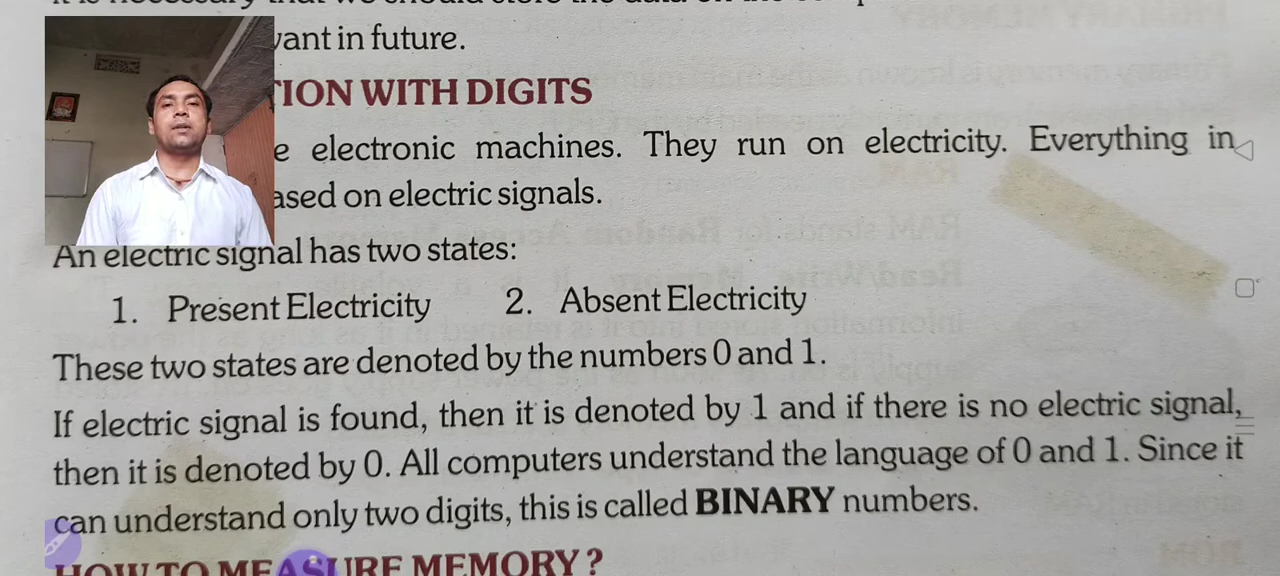 vant in future.
TION WITH DIGITS
e electronic machines. They run on electricity. Everything in
ased on electric signals.
An electric signal has two states:
1. Present Electricity 2. Absent Electricity
These two states are denoted by the numbers 0 and 1.
If electric signal is found, then it is denoted by 1 and if there is no electric signal,
then it is denoted by 0. All computers understand the language of 0 and 1. Since it
can understand only two digits, this is called BINARY numbers.
HOW TO MEASURE MEMORY?